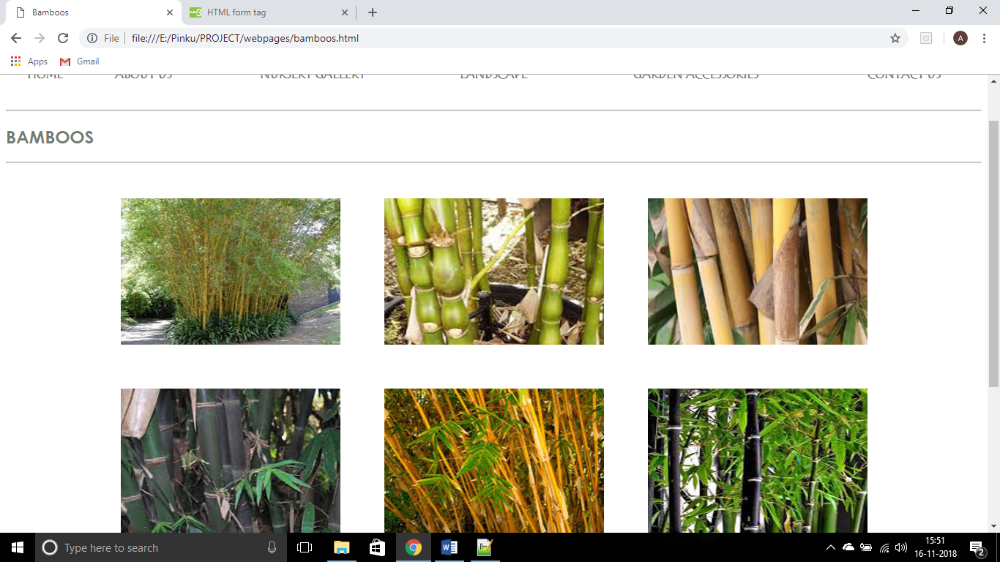 Bamboos
HTML form tag
File file:///E:/Pinku/PROJECT/webpages/bamboos.html
Apps Gmail
HOME ABOUT US NURSERY GALLERY LANDSCAPE GARDEN ACCESSORIES CONTACT US
BAMBOOS
Type here to search
15:51
16-11-2018
2